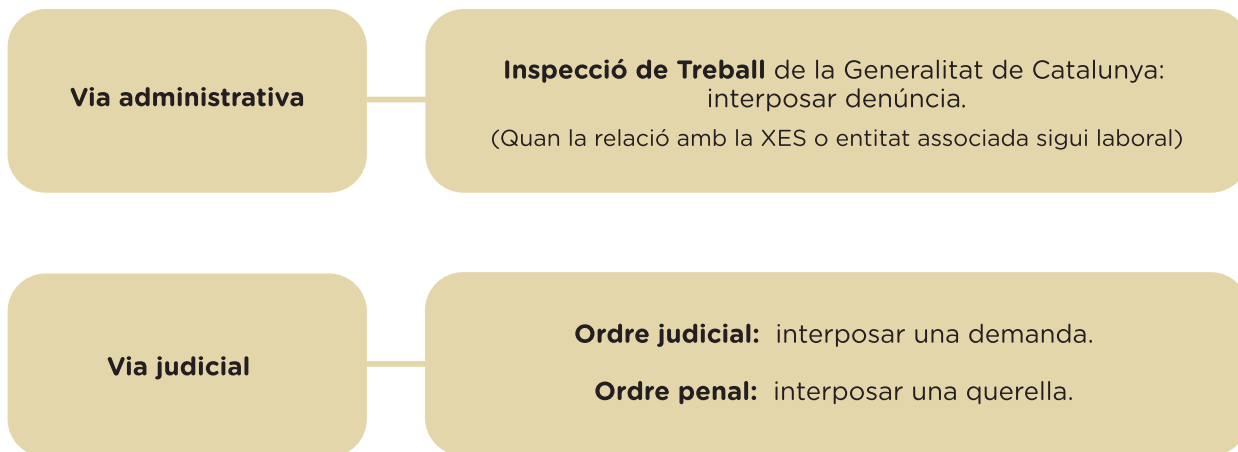 Via administrativa
Inspecció de Treball de la Generalitat de Catalunya:
interposar denúncia.
(Quan la relació amb la XES o entitat associada sigui laboral)
Via judicial
Ordre judicial: interposar una demanda.
Ordre penal: interposar una querella.